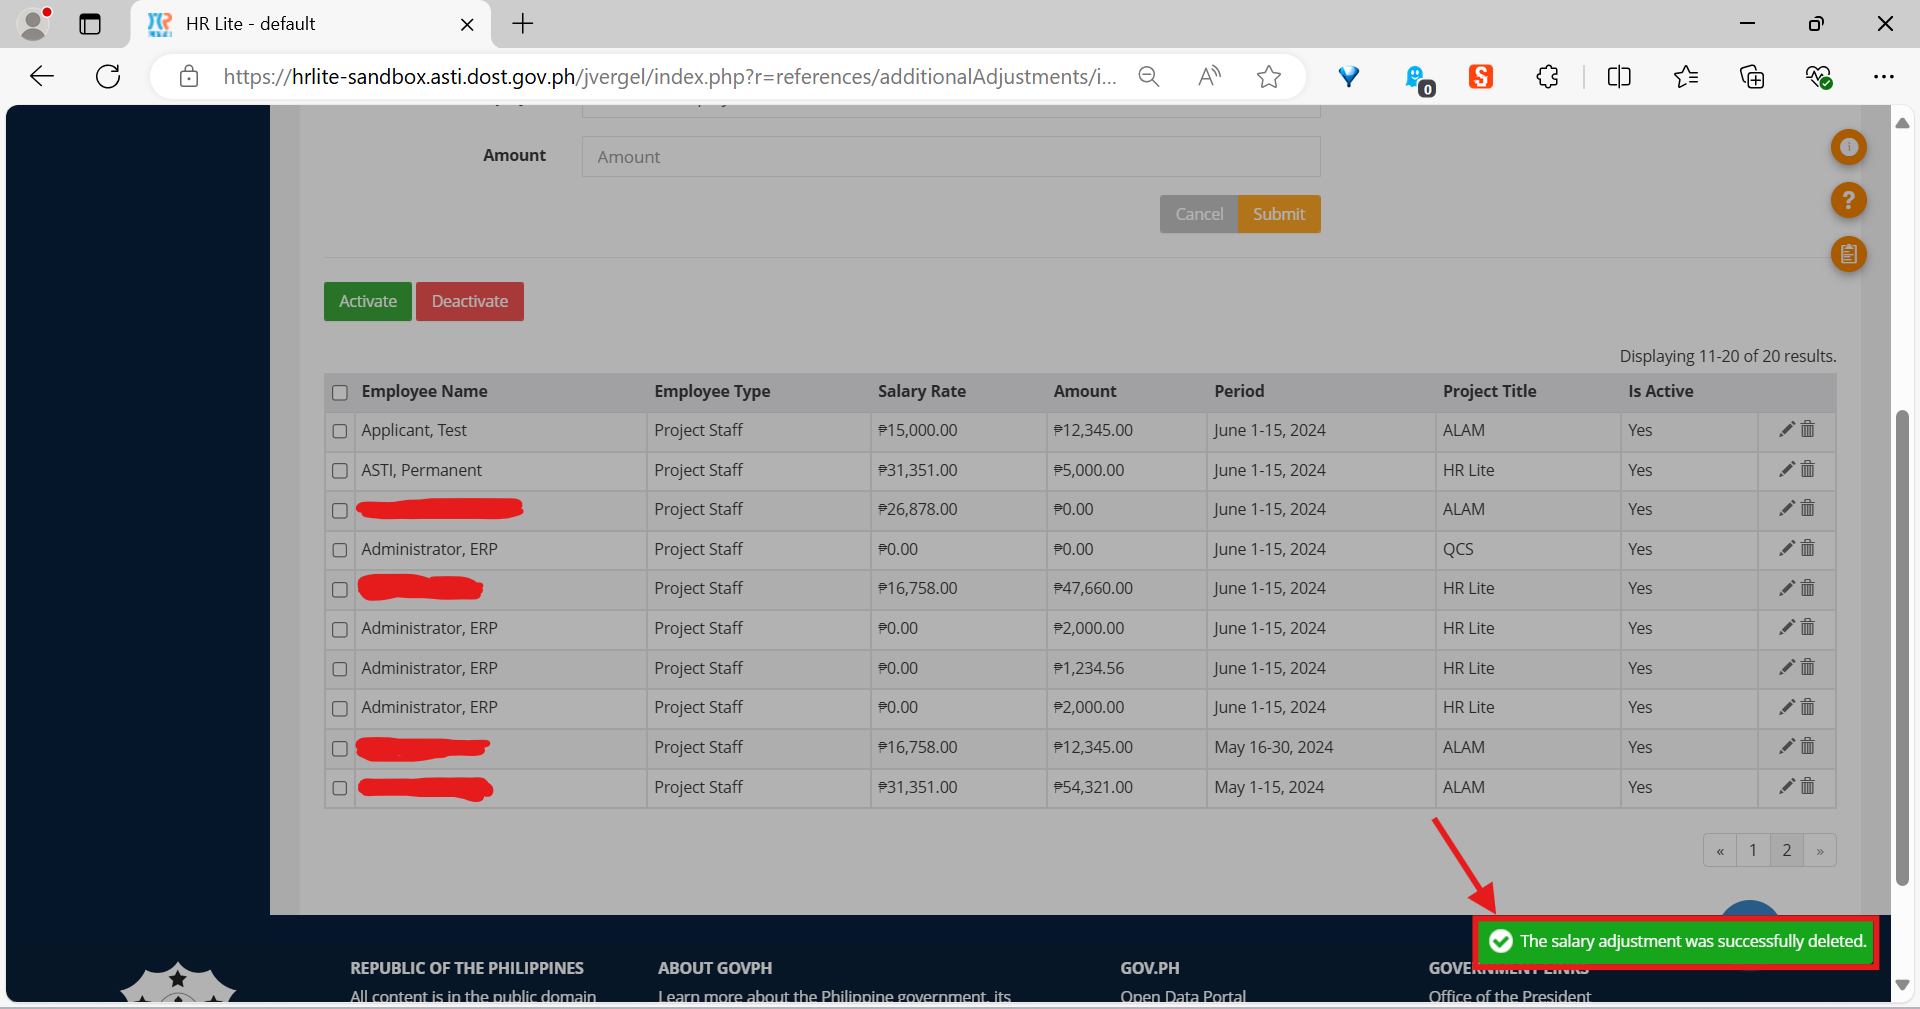 HR Lite - default
https://hrlite-sandbox.asti.dost.gov.ph/jvergel/index.php?r=references/additionalAdjustments/i...
0
Amount
Amount
Cancel Submit
Activate Deactivate
Displaying 11-20 of 20 results.
Employee Name Employee Type Salary Rate Amount Period Project Title Is Active
Applicant, Test Project Staff ₱15,000.00 ₱12,345.00 June 1-15, 2024 ALAM Yes
ASTI, Permanent Project Staff ₱31,351.00 ₱5,000.00 June 1-15, 2024 HR Lite Yes
Project Staff ₱26,878.00 ₱0.00 June 1-15, 2024 ALAM Yes
Administrator, ERP Project Staff ₱0.00 ₱0.00 June 1-15, 2024 QCS Yes
Project Staff ₱16,758.00 ₱47,660.00 June 1-15, 2024 HR Lite Yes
Administrator, ERP Project Staff ₱0.00 ₱2,000.00 June 1-15, 2024 HR Lite Yes
Administrator, ERP Project Staff ₱0.00 ₱1,234.56 June 1-15, 2024 HR Lite Yes
Administrator, ERP Project Staff ₱0.00 ₱2,000.00 June 1-15, 2024 HR Lite Yes
Project Staff ₱16,758.00 ₱12,345.00 May 16-30, 2024 ALAM Yes
Project Staff ₱31,351.00 ₱54,321.00 May 1-15, 2024 ALAM Yes
« 1 2 »
The salary adjustment was successfully deleted.
REPUBLIC OF THE PHILIPPINES ABOUT GOVPH GOV.PH GOVERNMENT LINKS
All content is in the public domain Learn more about the Philippine government, its Open Data Portal Office of the President